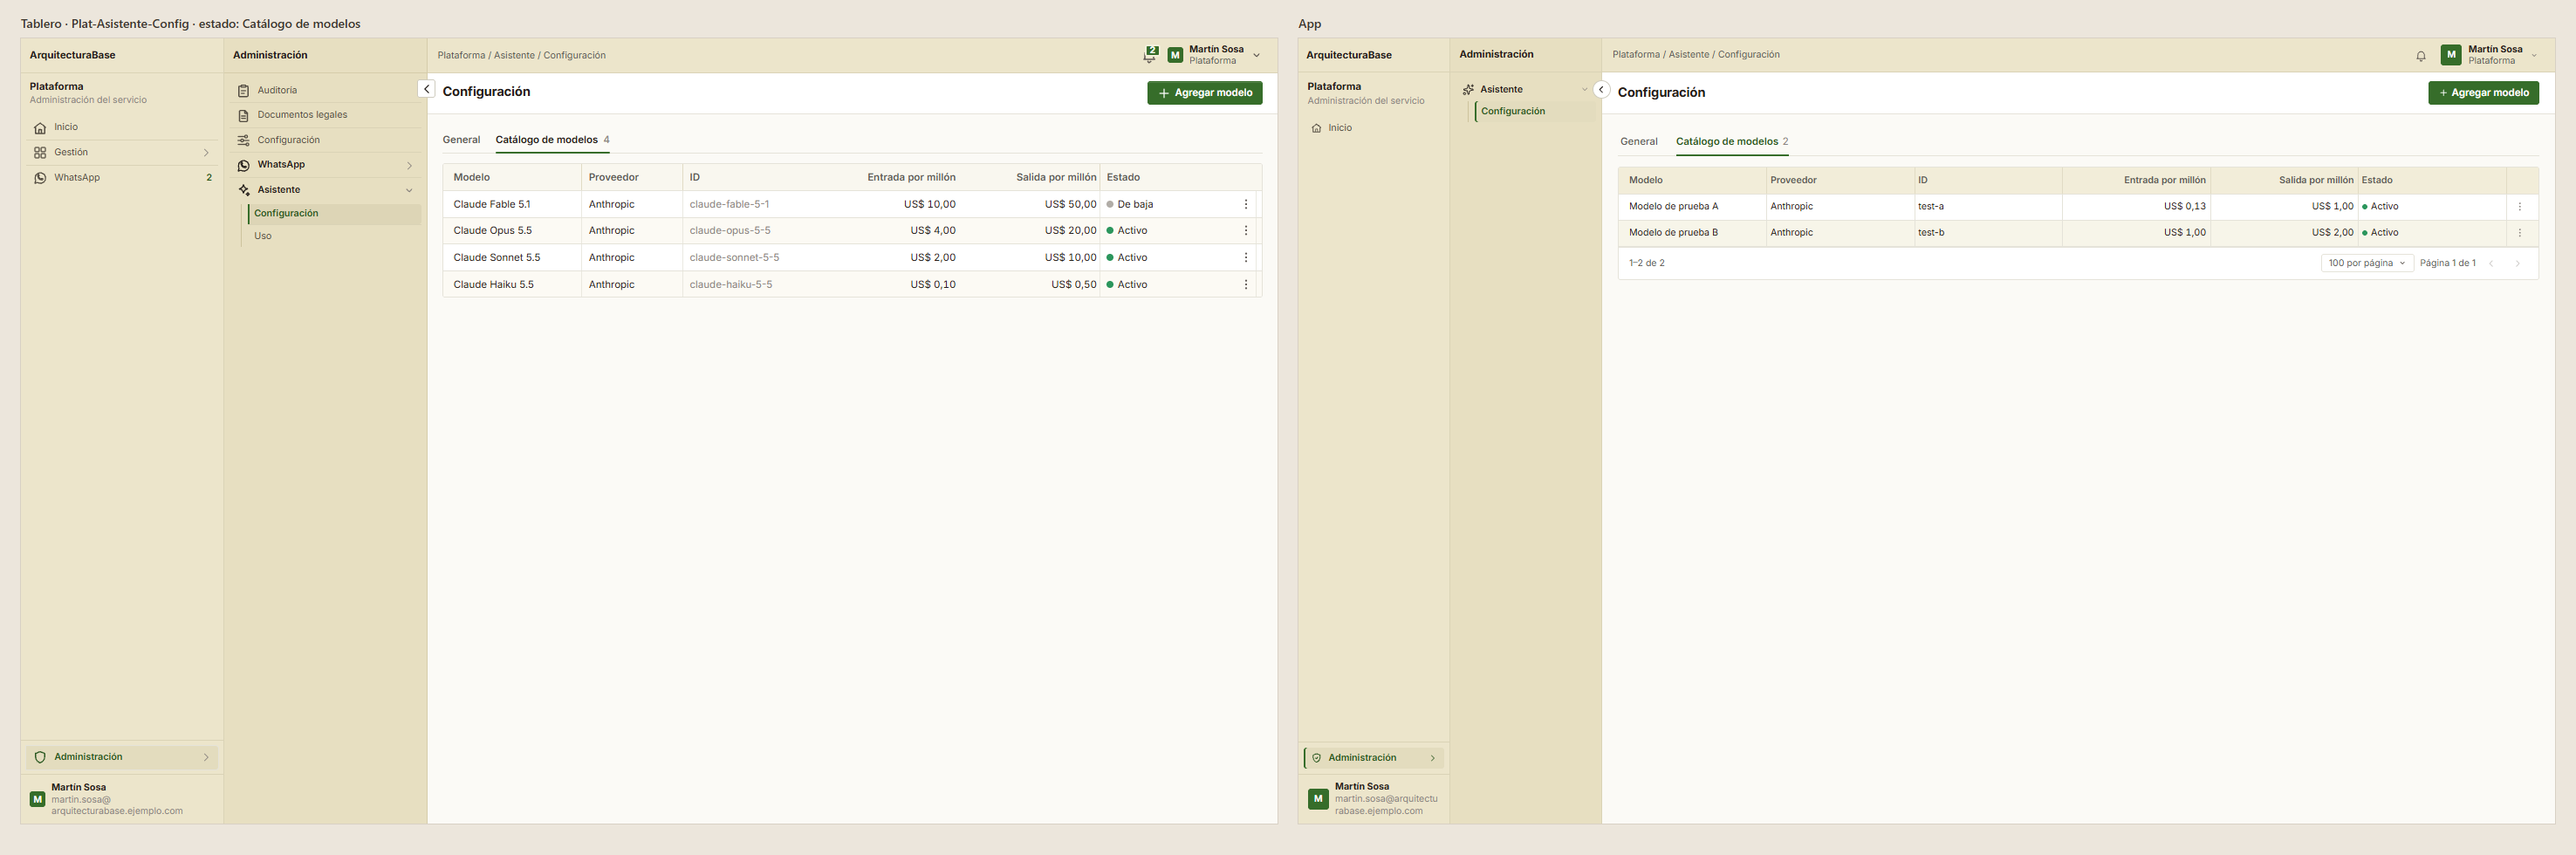 Tablero · Plat-Asistente-Config · estado: Catálogo de modelos
ArquitecturaBase
Plataforma
Administración del servicio
Inicio
Gestión
WhatsApp 2
Administración
Martín Sosa
martin.sosa@
arquitecturabase.ejemplo.com
Administración
Auditoría
Documentos legales
Configuración
WhatsApp
Asistente
Configuración
Uso
Plataforma / Asistente / Configuración
2
M
Martín Sosa
Plataforma
Configuración
Agregar modelo
General Catálogo de modelos 4
Modelo Proveedor ID Entrada por millón Salida por millón Estado
Claude Fable 5.1 Anthropic claude-fable-5-1 US$ 10,00 US$ 50,00 De baja
Claude Opus 5.5 Anthropic claude-opus-5-5 US$ 4,00 US$ 20,00 Activo
Claude Sonnet 5.5 Anthropic claude-sonnet-5-5 US$ 2,00 US$ 10,00 Activo
Claude Haiku 5.5 Anthropic claude-haiku-5-5 US$ 0,10 US$ 0,50 Activo
M
App
ArquitecturaBase
Plataforma
Administración del servicio
Inicio
Administración
M
Martín Sosa
martin.sosa@arquitectu
rabase.ejemplo.com
Administración
Asistente
Configuración
Plataforma / Asistente / Configuración
M
Martín Sosa
Plataforma
Configuración
+ Agregar modelo
General Catálogo de modelos 2
Modelo Proveedor ID Entrada por millón Salida por millón Estado
Modelo de prueba A Anthropic test-a US$ 0,13 US$ 1,00 Activo
Modelo de prueba B Anthropic test-b US$ 1,00 US$ 2,00 Activo
1–2 de 2 100 por página Página 1 de 1